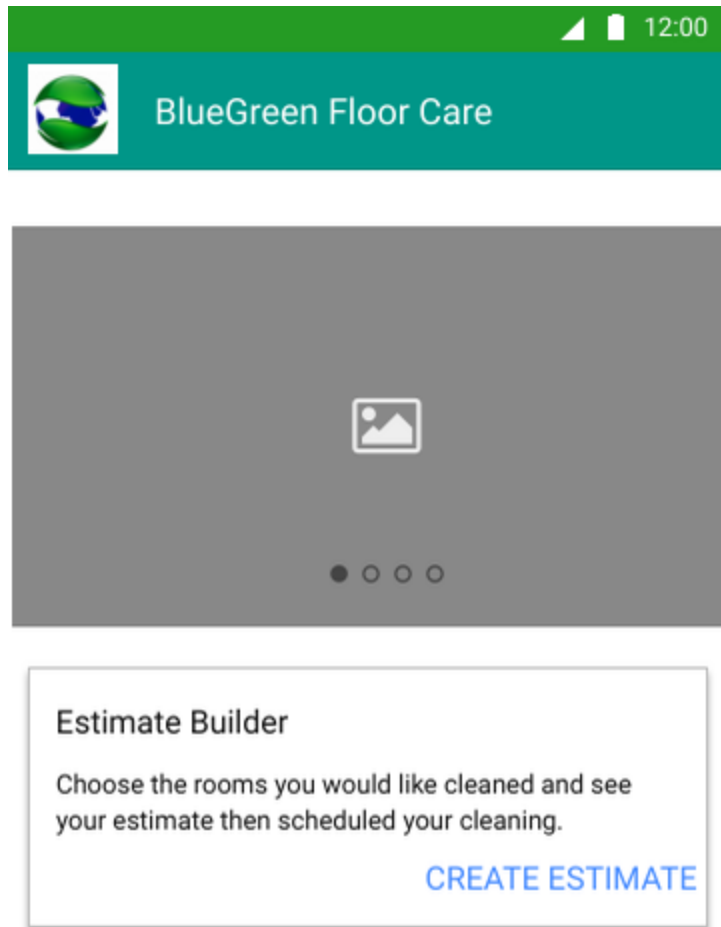 12:00
BlueGreen Floor Care
Estimate Builder
Choose the rooms you would like cleaned and see
your estimate then scheduled your cleaning.
CREATE ESTIMATE